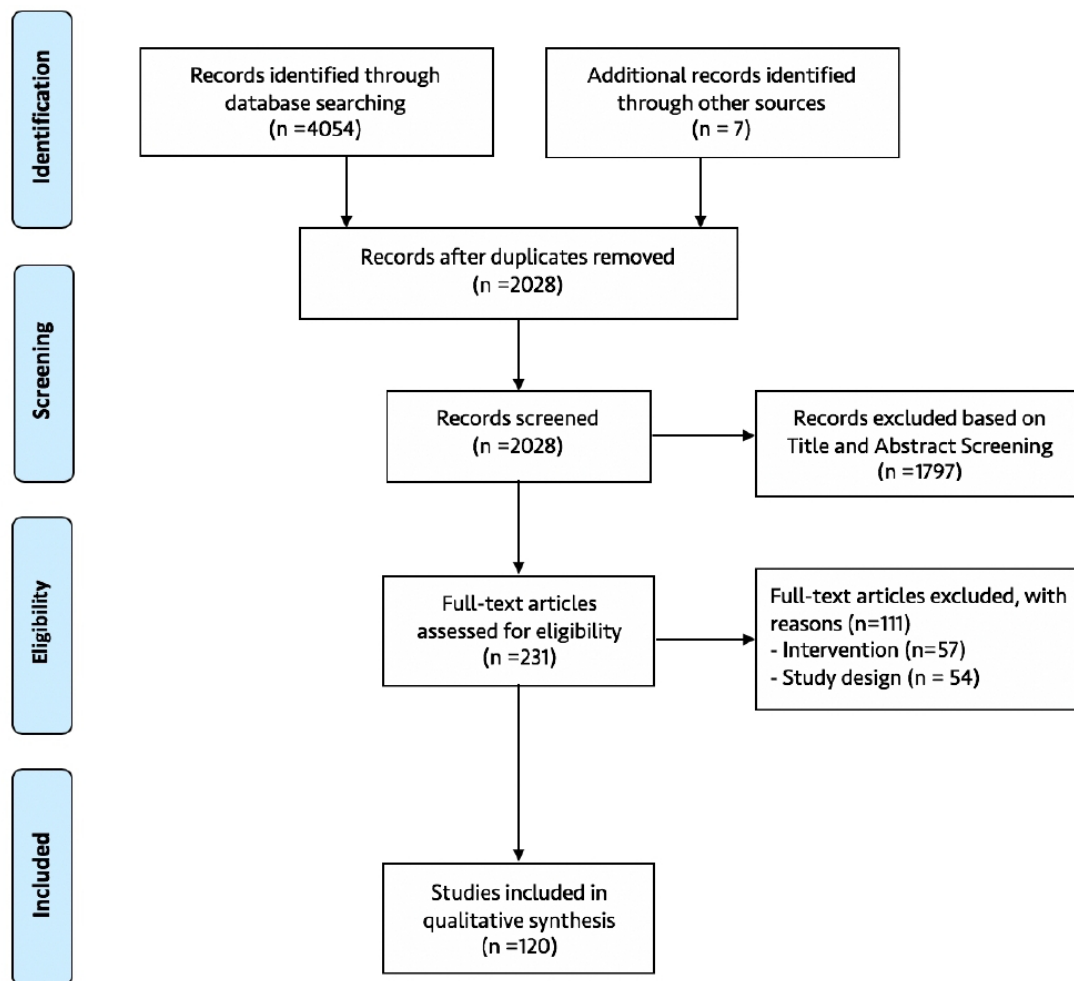 Identification
Records identified through
database searching
(n =4054)
Additional records identified
through other sources
(n = 7)
Records after duplicates removed
(n =2028)
Screening
Records screened
(n =2028)
Records excluded based on
Title and Abstract Screening
(n =1797)
Eligibility
Full-text articles
assessed for eligibility
(n =231)
Full-text articles excluded, with
reasons (n=111)
- Intervention (n=57)
- Study design (n = 54)
Included
Studies included in
qualitative synthesis
(n =120)